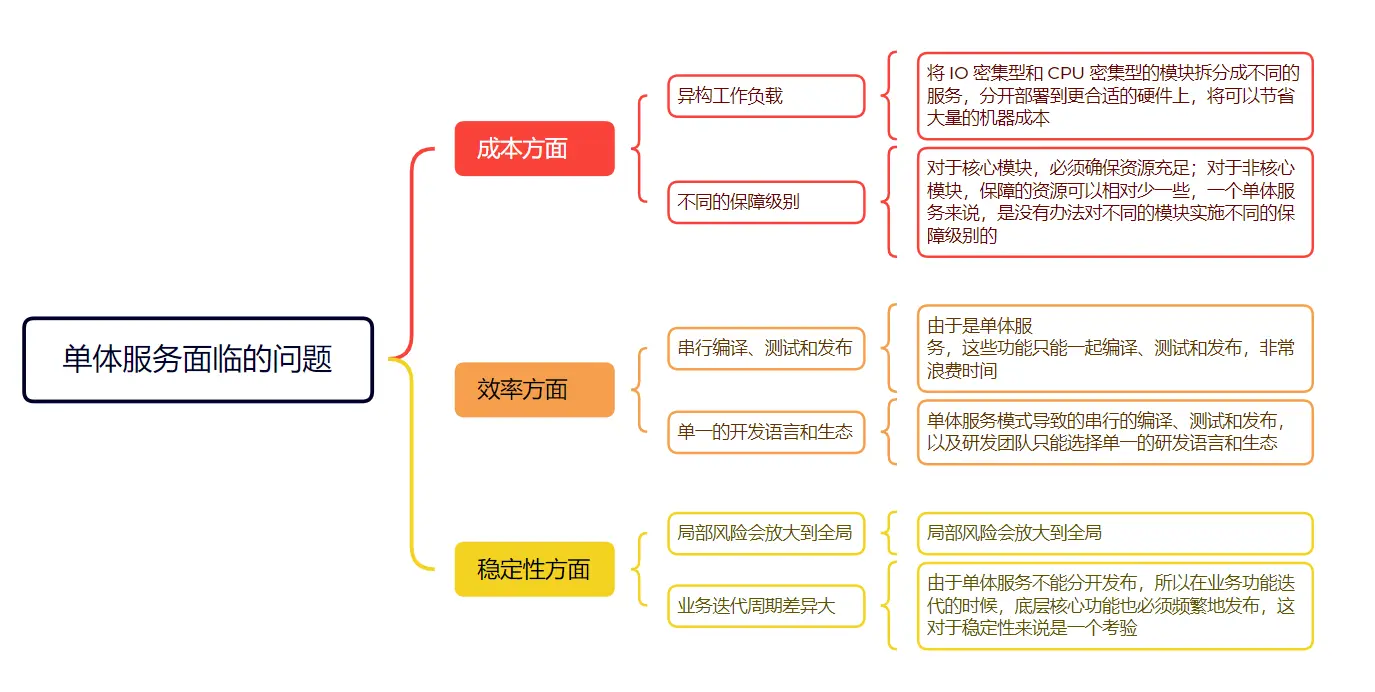 单体服务面临的问题
成本方面
异构工作负载
将 IO 密集型和 CPU 密集型的模块拆分成不同的
服务，分开部署到更合适的硬件上，将可以节省
大量的机器成本
不同的保障级别
对于核心模块，必须确保资源充足；对于非核心
模块，保障的资源可以相对少一些，一个单体服
务来说，是没有办法对不同的模块实施不同的保
障级别的
效率方面
串行编译、测试和发布
由于是单体服
务，这些功能只能一起编译、测试和发布，非常
浪费时间
单一的开发语言和生态
单体服务模式导致的串行的编译、测试和发布，
以及研发团队只能选择单一的研发语言和生态
稳定性方面
局部风险会放大到全局
局部风险会放大到全局
业务迭代周期差异大
由于单体服务不能分开发布，所以在业务功能迭
代的时候，底层核心功能也必须频繁地发布，这
对于稳定性来说是一个考验